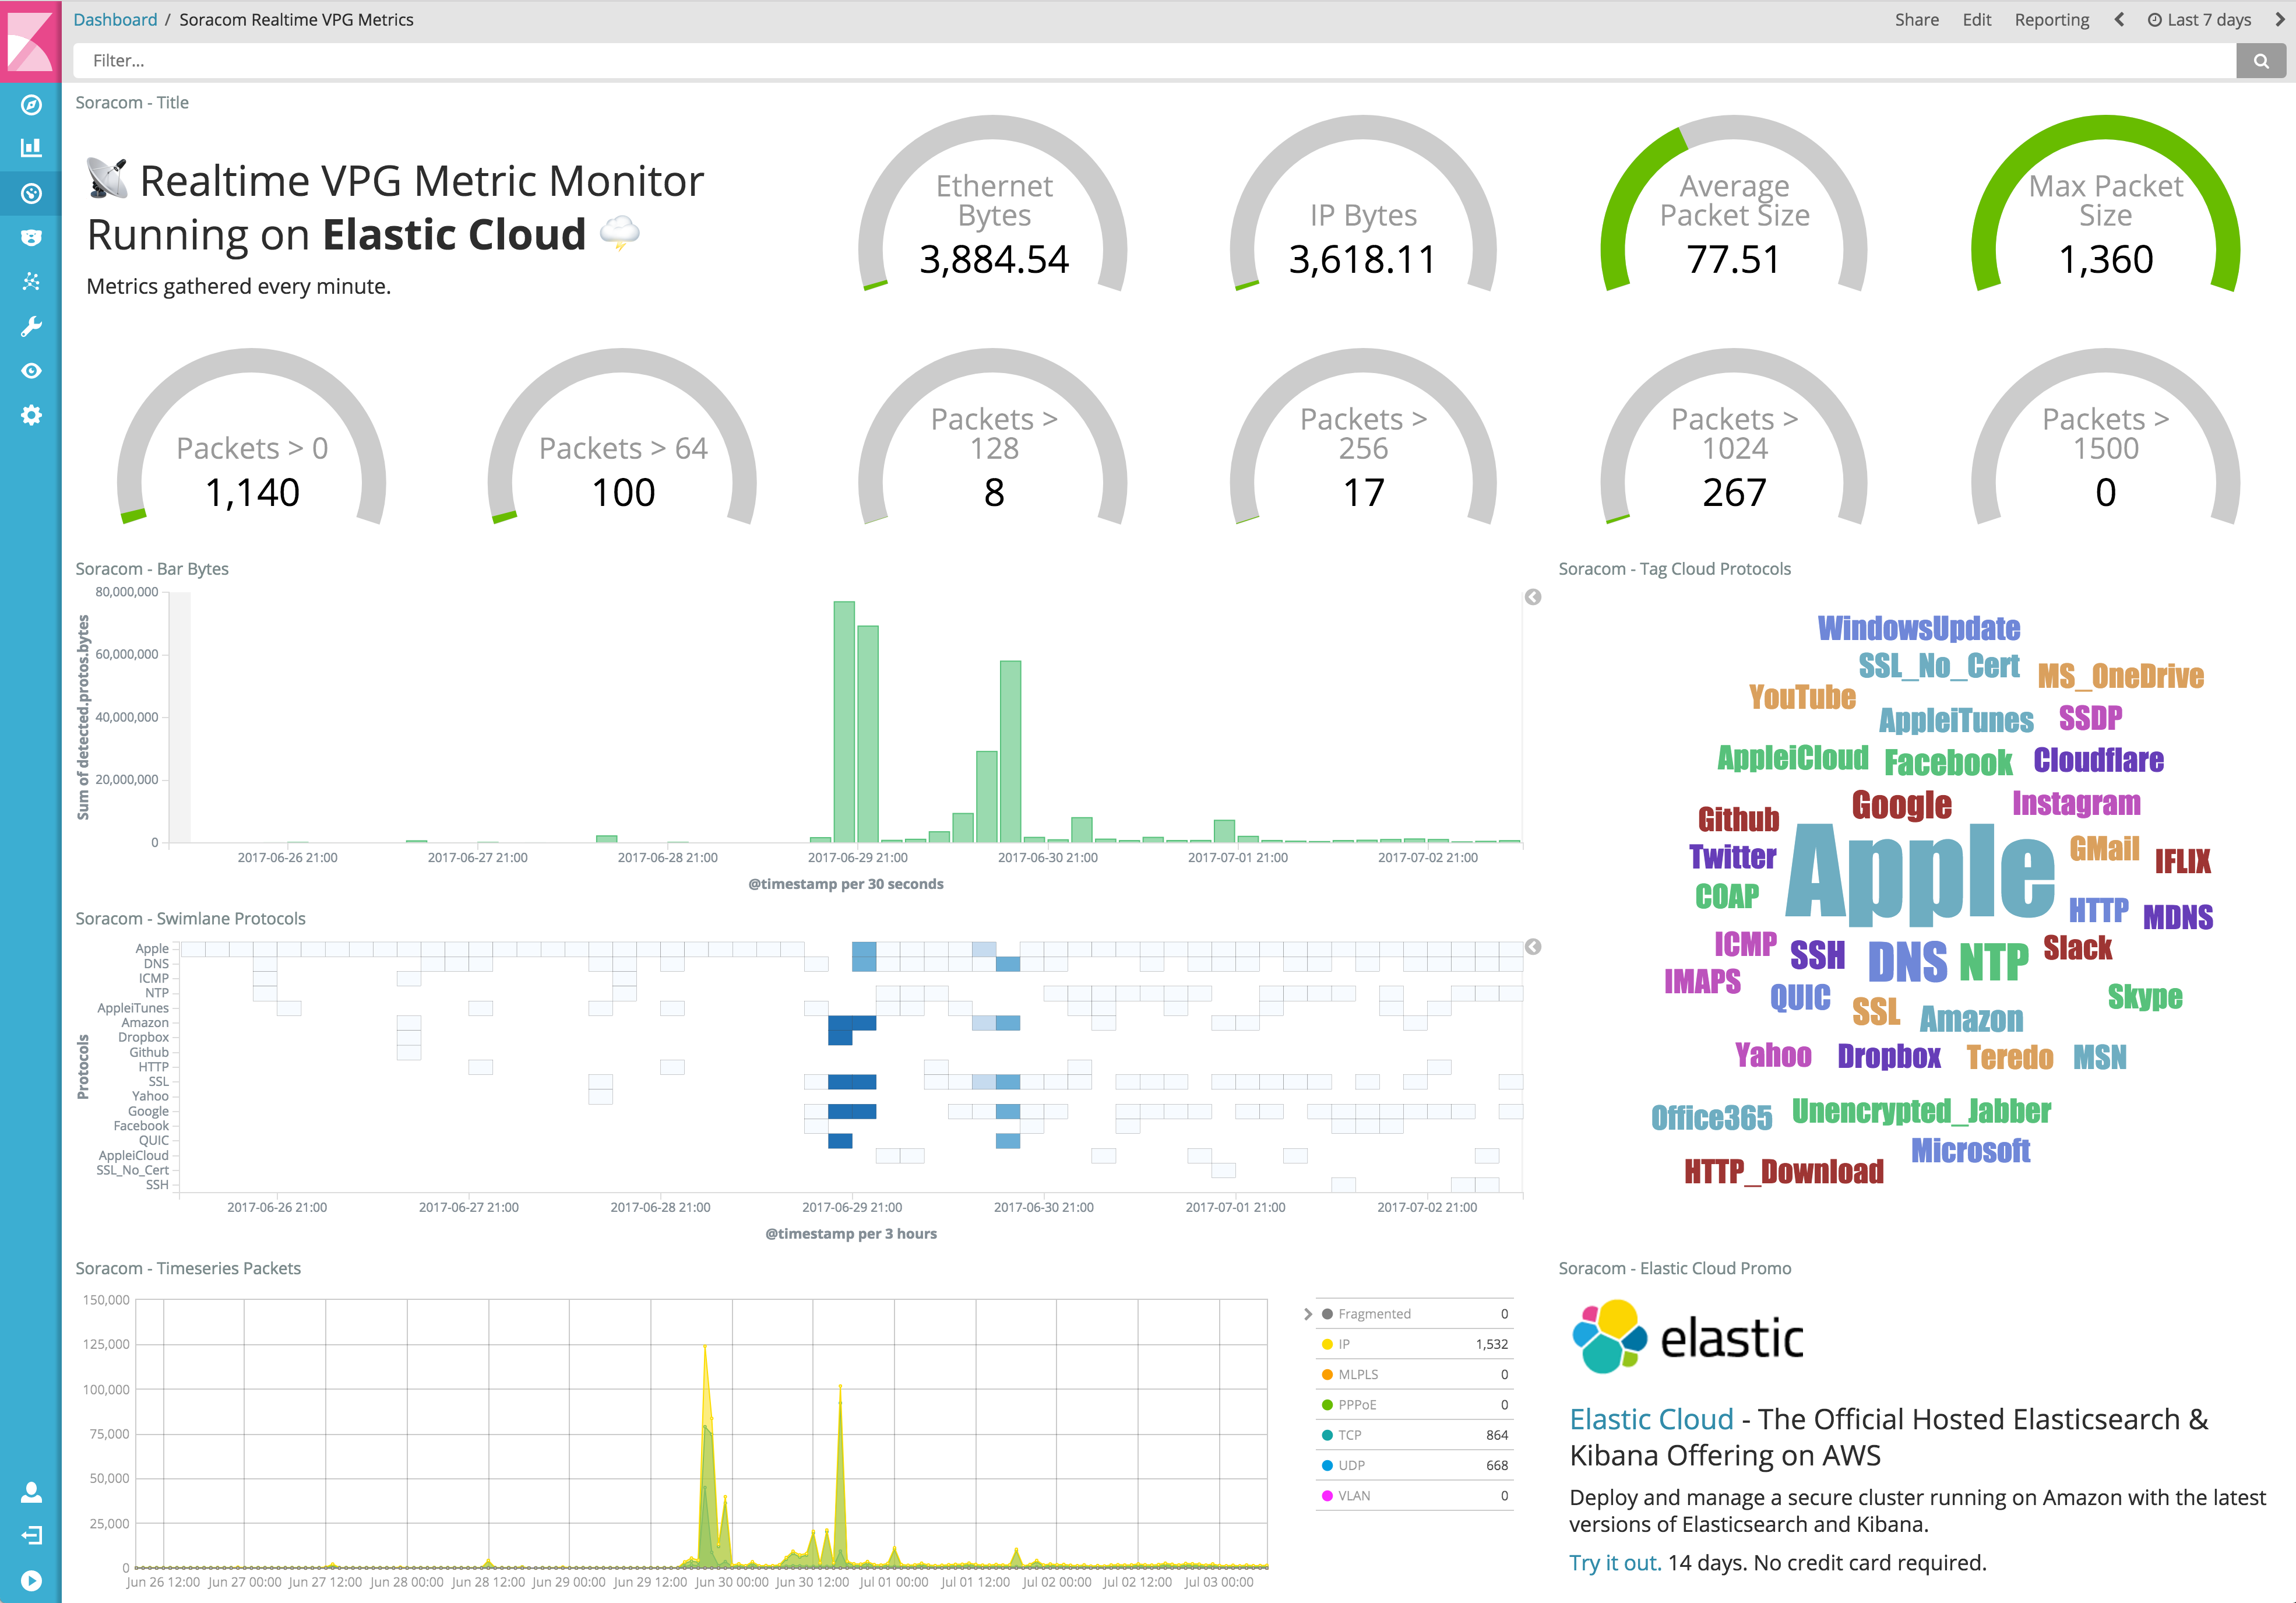 Dashboard / Soracom Realtime VPG Metrics
Share Edit Reporting Last 7 days
Filter...
Soracom - Title
Realtime VPG Metric Monitor
Running on Elastic Cloud
Metrics gathered every minute.
Ethernet
Bytes
3,884.54
IP Bytes
3,618.11
Average
Packet Size
77.51
Max Packet
Size
1,360
Packets > 0
1,140
Packets > 64
100
Packets >
128
8
Packets >
256
17
Packets >
1024
267
Packets >
1500
0
Soracom - Bar Bytes
Sum of detected.protos.bytes
80,000,000
60,000,000
40,000,000
20,000,000
0
2017-06-26 21:00 2017-06-27 21:00 2017-06-28 21:00 2017-06-29 21:00 2017-06-30 21:00 2017-07-01 21:00 2017-07-02 21:00
@timestamp per 30 seconds
Soracom - Tag Cloud Protocols
WindowsUpdate
SSL_No_Cert
MS_OneDrive
YouTube
AppleiTunes
SSDP
AppleiCloud
Facebook
Cloudflare
Github
Google
Instagram
Apple
Twitter
GMail
IFLIX
COAP
HTTP
MDNS
ICMP
SSH
DNS
NTP
Slack
IMAPS
QUIC
SSL
Amazon
Skype
Yahoo
Dropbox
Teredo
MSN
Office365
Unencrypted_Jabber
Microsoft
HTTP_Download
Soracom - Swimlane Protocols
Protocols
Apple
DNS
ICMP
NTP
AppleiTunes
Amazon
Dropbox
Github
HTTP
SSL
Yahoo
Google
Facebook
QUIC
AppleiCloud
SSL_No_Cert
SSH
2017-06-26 21:00 2017-06-27 21:00 2017-06-28 21:00 2017-06-29 21:00 2017-06-30 21:00 2017-07-01 21:00 2017-07-02 21:00
@timestamp per 3 hours
Soracom - Timeseries Packets
150,000
125,000
100,000
75,000
50,000
25,000
0
Jun 26 12:00 Jun 27 00:00 Jun 27 12:00 Jun 28 00:00 Jun 28 12:00 Jun 29 00:00 Jun 29 12:00 Jun 30 00:00 Jun 30 12:00 Jul 01 00:00 Jul 01 12:00 Jul 02 00:00 Jul 02 12:00 Jul 03 00:00
Fragmented 0
IP 1,532
MLPLS 0
PPPoE 0
TCP 864
UDP 668
VLAN 0
Soracom - Elastic Cloud Promo
elastic
Elastic Cloud - The Official Hosted Elasticsearch &
Kibana Offering on AWS
Deploy and manage a secure cluster running on Amazon with the latest
versions of Elasticsearch and Kibana.
Try it out. 14 days. No credit card required.